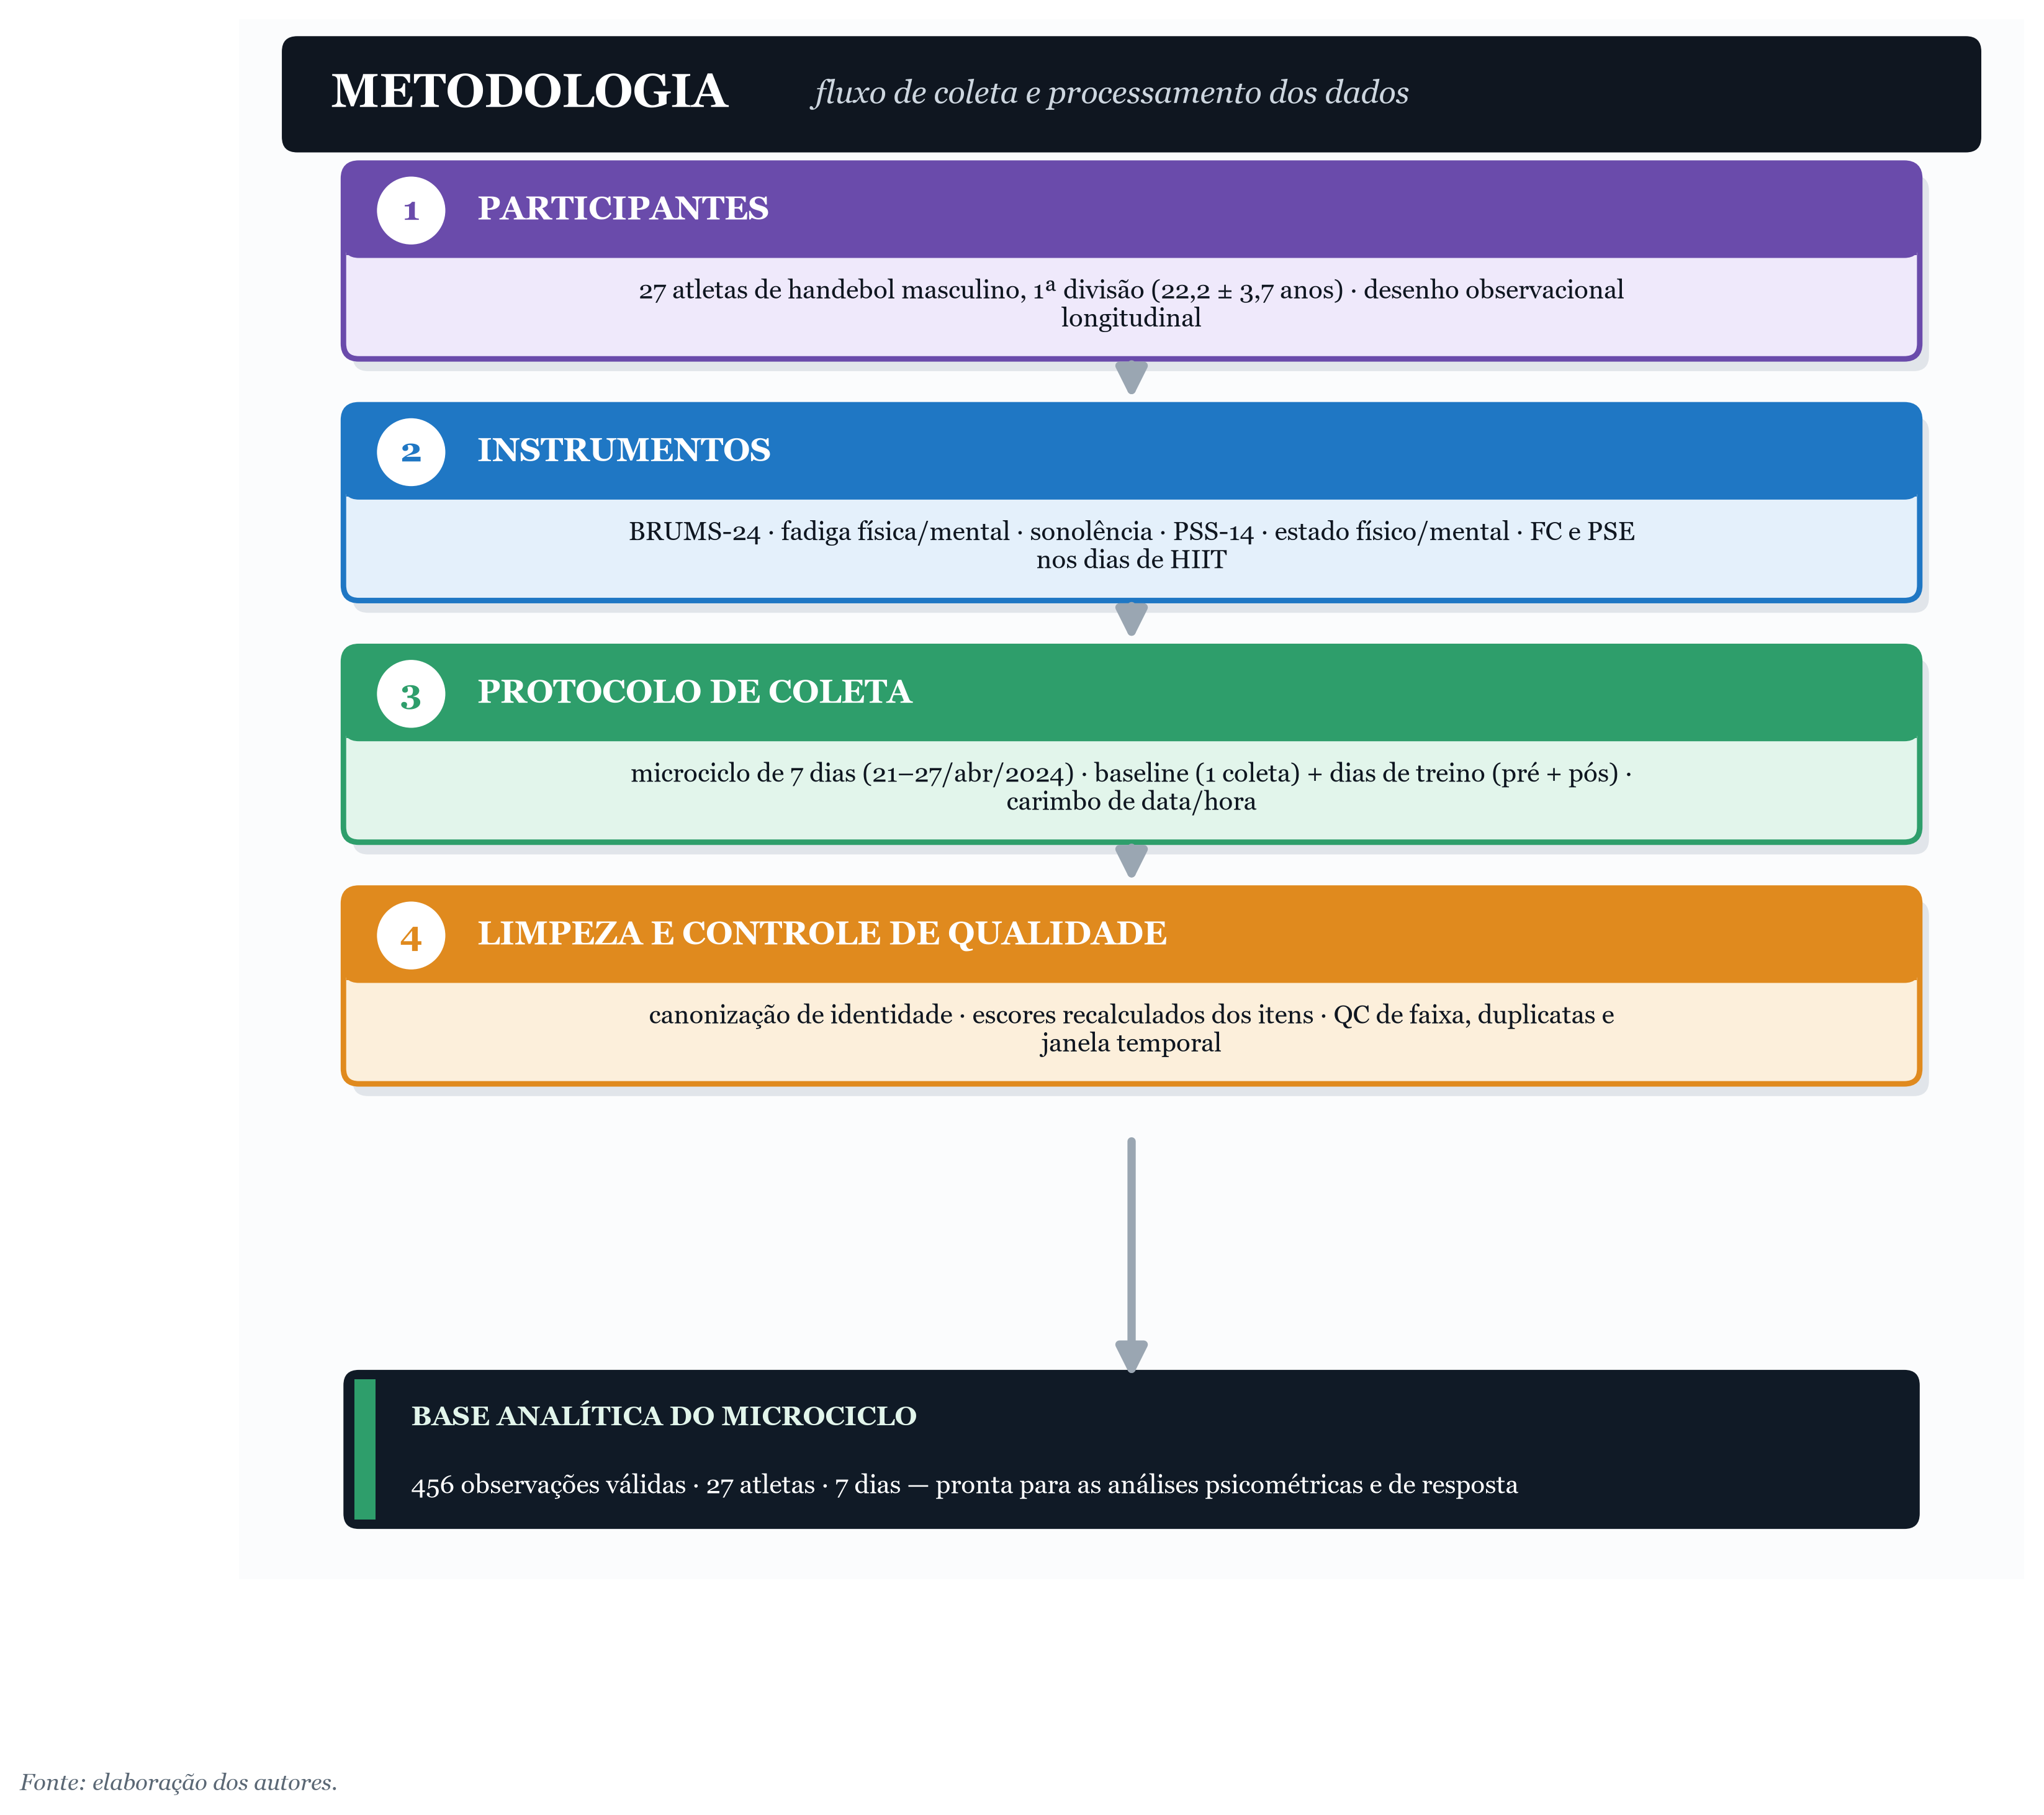 METODOLOGIA fluxo de coleta e processamento dos dados
1 PARTICIPANTES
27 atletas de handebol masculino, 1ª divisão (22,2 ± 3,7 anos) · desenho observacional
longitudinal
2 INSTRUMENTOS
BRUMS-24 · fadiga física/mental · sonolência · PSS-14 · estado físico/mental · FC e PSE
nos dias de HIIT
3 PROTOCOLO DE COLETA
microciclo de 7 dias (21–27/abr/2024) · baseline (1 coleta) + dias de treino (pré + pós) ·
carimbo de data/hora
4 LIMPEZA E CONTROLE DE QUALIDADE
canonização de identidade · escores recalculados dos itens · QC de faixa, duplicatas e
janela temporal
BASE ANALÍTICA DO MICROCICLO
456 observações válidas · 27 atletas · 7 dias — pronta para as análises psicométricas e de resposta
Fonte: elaboração dos autores.